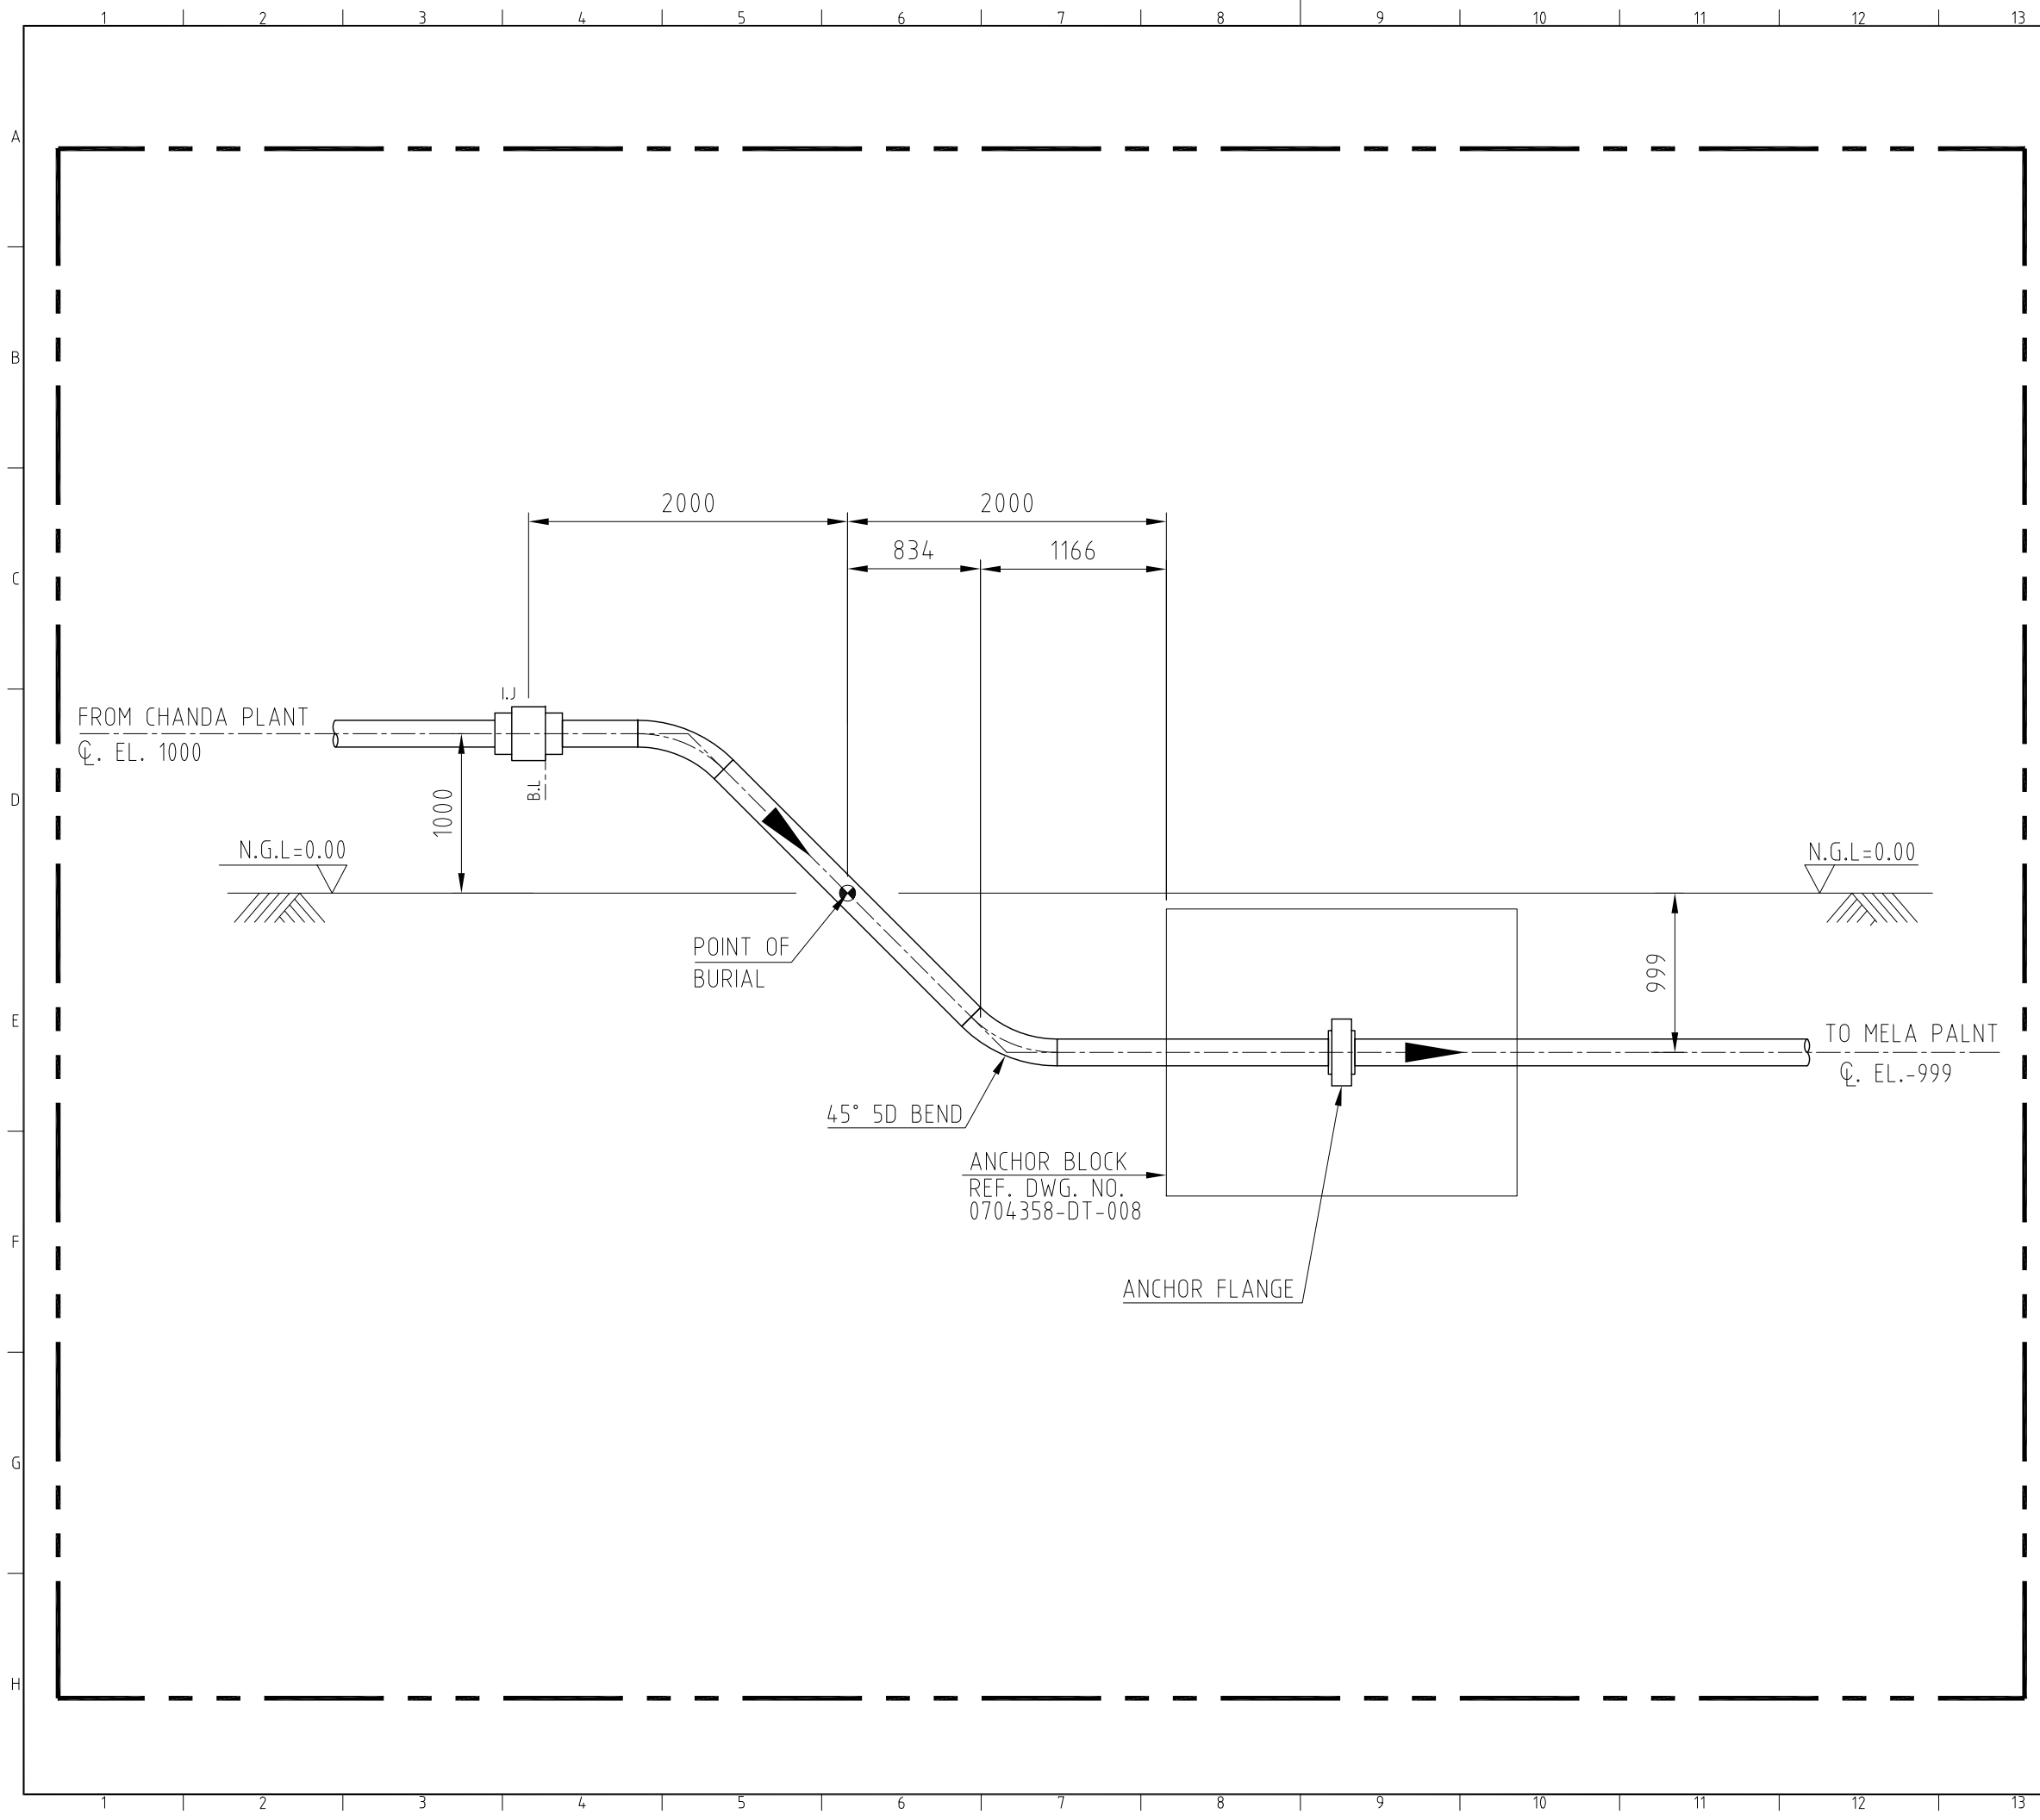 1 2 3 4 5 6 7 8 9 10 11 12 13
A
B
C
D
E
F
G
H
2000 2000
834 1166
I.J
FROM CHANDA PLANT
℄. EL. 1000
B.L
1000
N.G.L=0.00
N.G.L=0.00
POINT OF
BURIAL
999
TO MELA PALNT
℄. EL.-999
45° 5D BEND
ANCHOR BLOCK
REF. DWG. NO.
0704358-DT-008
ANCHOR FLANGE
1 2 3 4 5 6 7 8 9 10 11 12 13